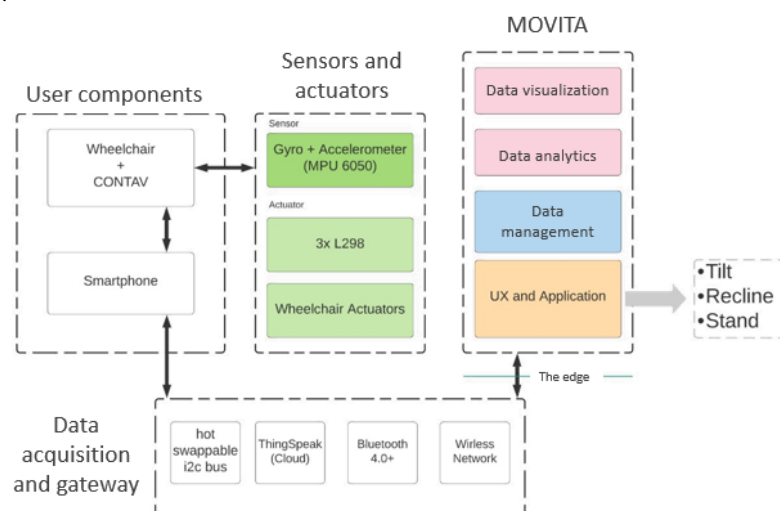 MOVITA
Sensors and
actuators
User components
Wheelchair
+
CONTAV
Smartphone
Sensor
Gyro + Accelerometer
(MPU 6050)
Actuator
3x L298
Wheelchair Actuators
Data visualization
Data analytics
Data
management
UX and Application
•Tilt
•Recline
•Stand
The edge
Data
acquisition
and gateway
hot
swappable
i2c bus
ThingSpeak
(Cloud)
Bluetooth
4.0+
Wirless
Network